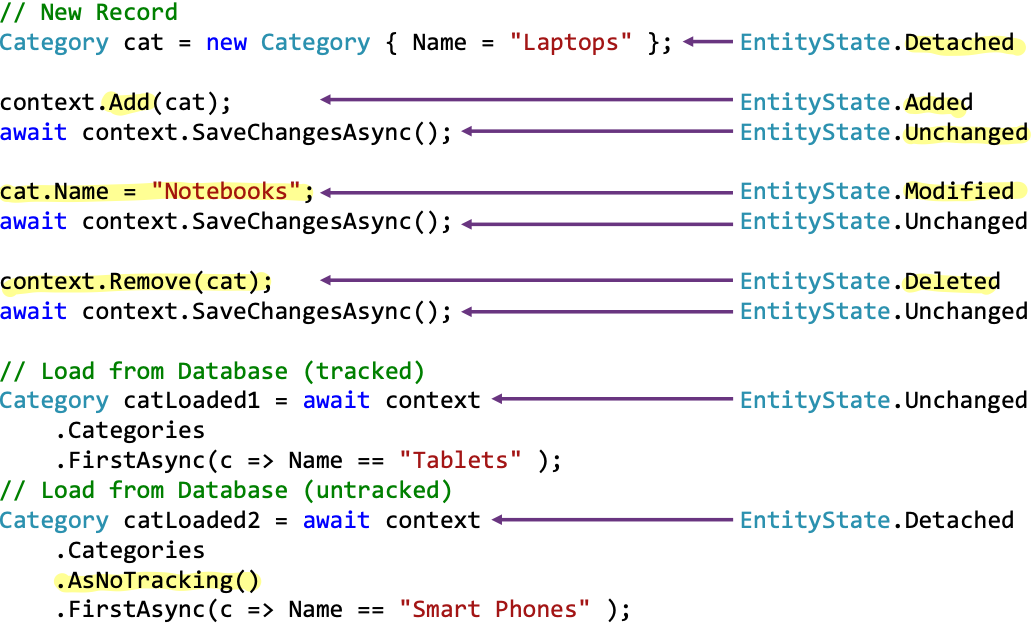 // New Record
Category cat = new Category { Name = "Laptops" }; EntityState.Detached
context.Add(cat); EntityState.Added
await context.SaveChangesAsync(); EntityState.Unchanged
cat.Name = "Notebooks"; EntityState.Modified
await context.SaveChangesAsync(); EntityState.Unchanged
context.Remove(cat); EntityState.Deleted
await context.SaveChangesAsync(); EntityState.Unchanged
// Load from Database (tracked)
Category catLoaded1 = await context EntityState.Unchanged
.Categories
.FirstAsync(c => Name == "Tablets" );
// Load from Database (untracked)
Category catLoaded2 = await context EntityState.Detached
.Categories
.AsNoTracking()
.FirstAsync(c => Name == "Smart Phones" );